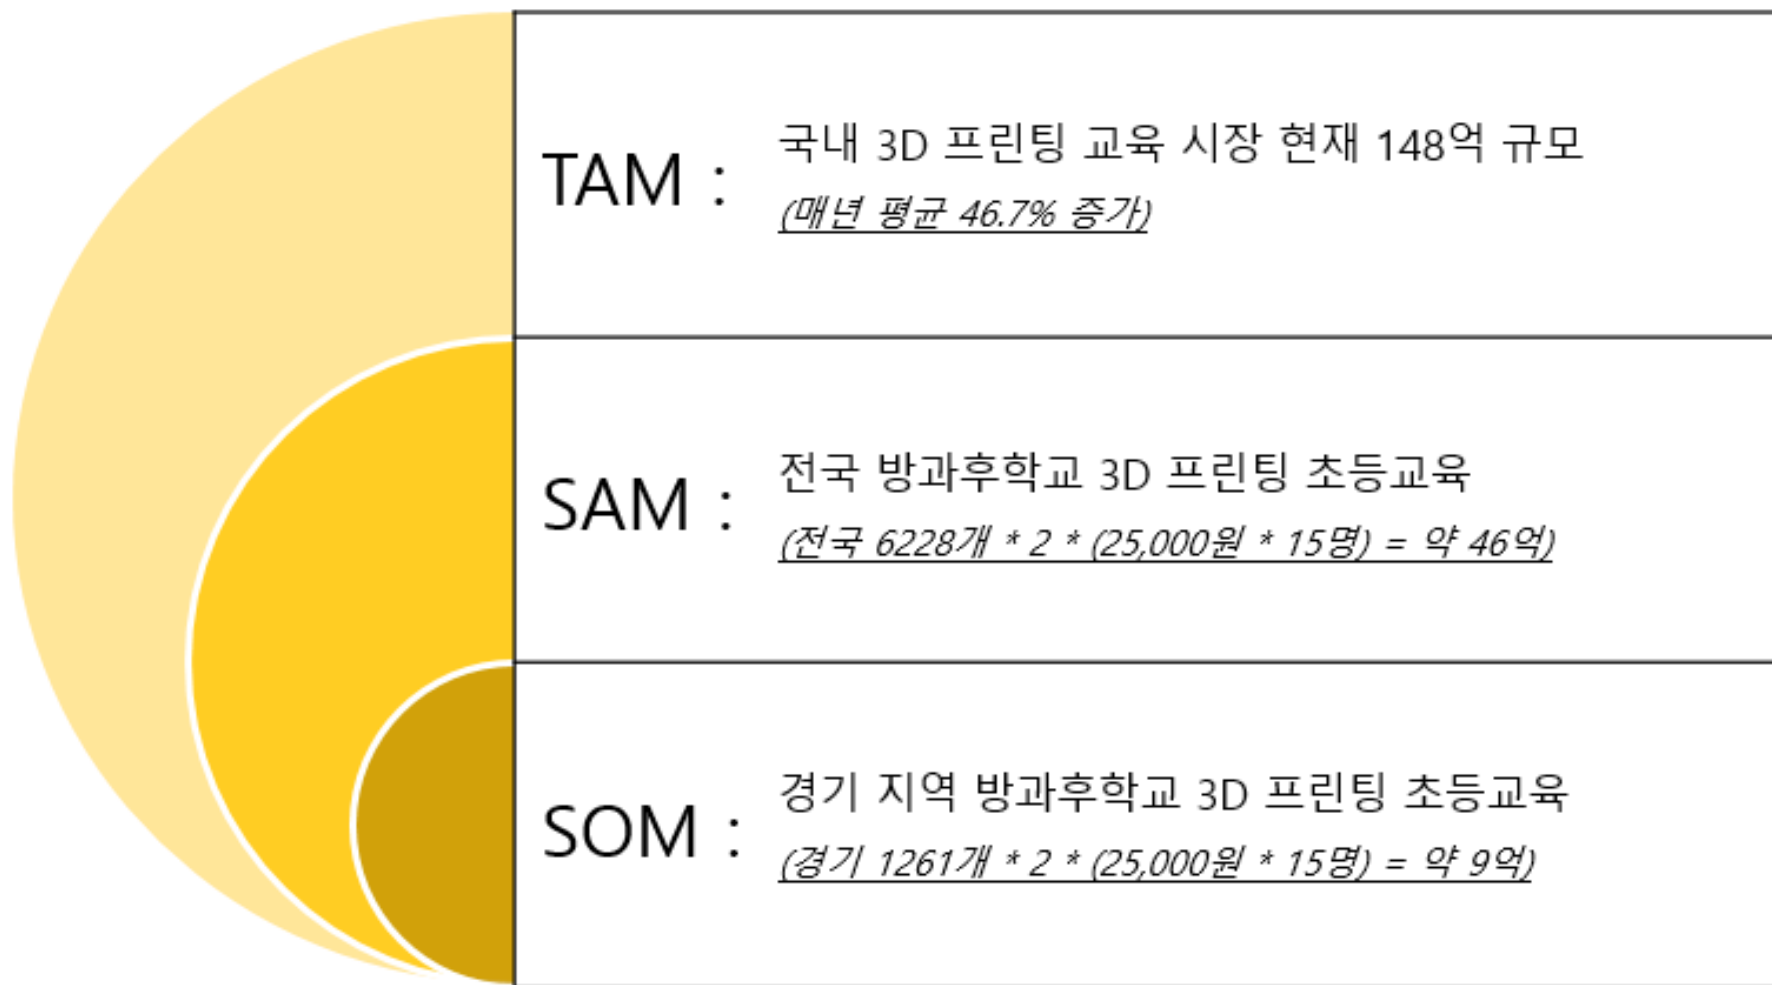 TAM :
국내 3D 프린팅 교육 시장 현재 148억 규모
(매년 평균 46.7% 증가)
SAM :
전국 방과후학교 3D 프린팅 초등교육
(전국 6228개 * 2 * (25,000원 * 15명) = 약 46억)
SOM :
경기 지역 방과후학교 3D 프린팅 초등교육
(경기 1261개 * 2 * (25,000원 * 15명) = 약 9억)